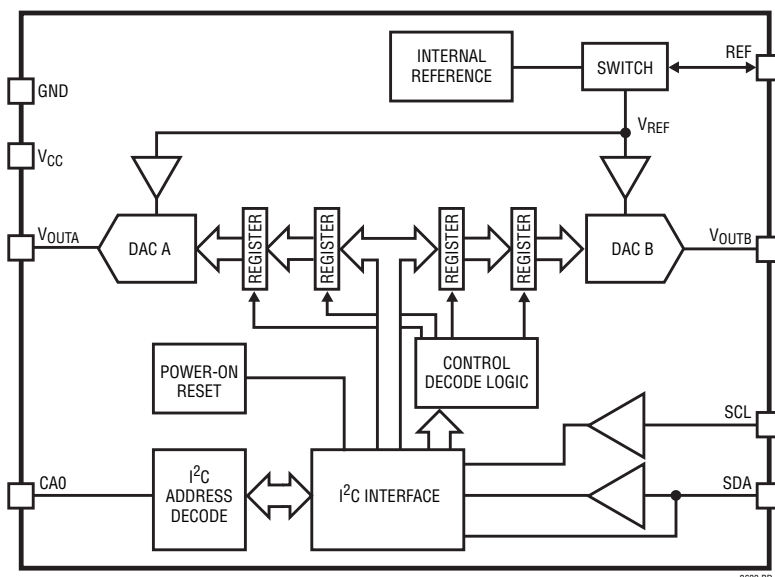 INTERNAL
REFERENCE
SWITCH
REF
GND
VREF
VCC
VOUTA
DAC A
REGISTER
REGISTER
REGISTER
REGISTER
DAC B
VOUTB
POWER-ON
RESET
CONTROL
DECODE LOGIC
SCL
CA0
I²C
ADDRESS
DECODE
I²C INTERFACE
SDA